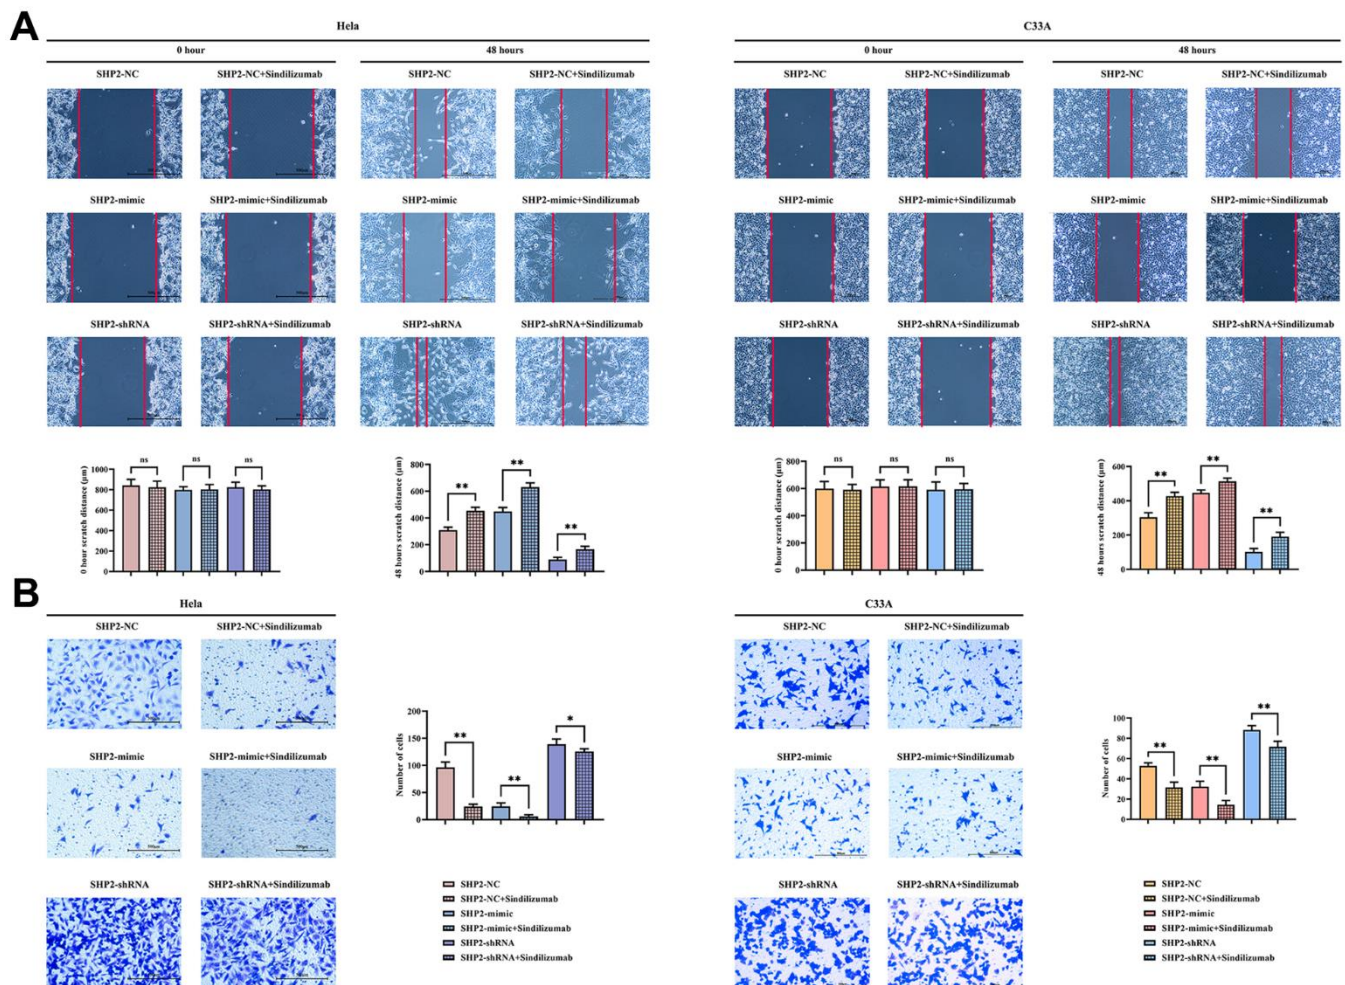 A
Hela
0 hour
48 hours
SHP2-NC
SHP2-NC+Sindilizumab
SHP2-NC
SHP2-NC+Sindilizumab
SHP2-mimic
SHP2-mimic+Sindilizumab
SHP2-mimic
SHP2-mimic+Sindilizumab
SHP2-shRNA
SHP2-shRNA+Sindilizumab
SHP2-shRNA
SHP2-shRNA+Sindilizumab
C33A
0 hour
48 hours
SHP2-NC
SHP2-NC+Sindilizumab
SHP2-NC
SHP2-NC+Sindilizumab
SHP2-mimic
SHP2-mimic+Sindilizumab
SHP2-mimic
SHP2-mimic+Sindilizumab
SHP2-shRNA
SHP2-shRNA+Sindilizumab
SHP2-shRNA
SHP2-shRNA+Sindilizumab
0 hour scratch distance (μm)
1000
800
600
400
200
0
ns
ns
ns
48 hours scratch distance (μm)
800
600
400
200
0
**
**
**
0 hour scratch distance (μm)
800
600
400
200
0
ns
ns
ns
48 hours scratch distance (μm)
600
400
200
0
**
**
**
B
Hela
SHP2-NC
SHP2-NC+Sindilizumab
SHP2-mimic
SHP2-mimic+Sindilizumab
500μm
500μm
SHP2-shRNA
SHP2-shRNA+Sindilizumab
Number of cells
200
150
100
50
0
**
**
*
SHP2-NC
SHP2-NC+Sindilizumab
SHP2-mimic
SHP2-mimic+Sindilizumab
SHP2-shRNA
SHP2-shRNA+Sindilizumab
C33A
SHP2-NC
SHP2-NC+Sindilizumab
SHP2-mimic
SHP2-mimic+Sindilizumab
SHP2-shRNA
SHP2-shRNA+Sindilizumab
Number of cells
100
80
60
40
20
0
**
**
**
SHP2-NC
SHP2-NC+Sindilizumab
SHP2-mimic
SHP2-mimic+Sindilizumab
SHP2-shRNA
SHP2-shRNA+Sindilizumab